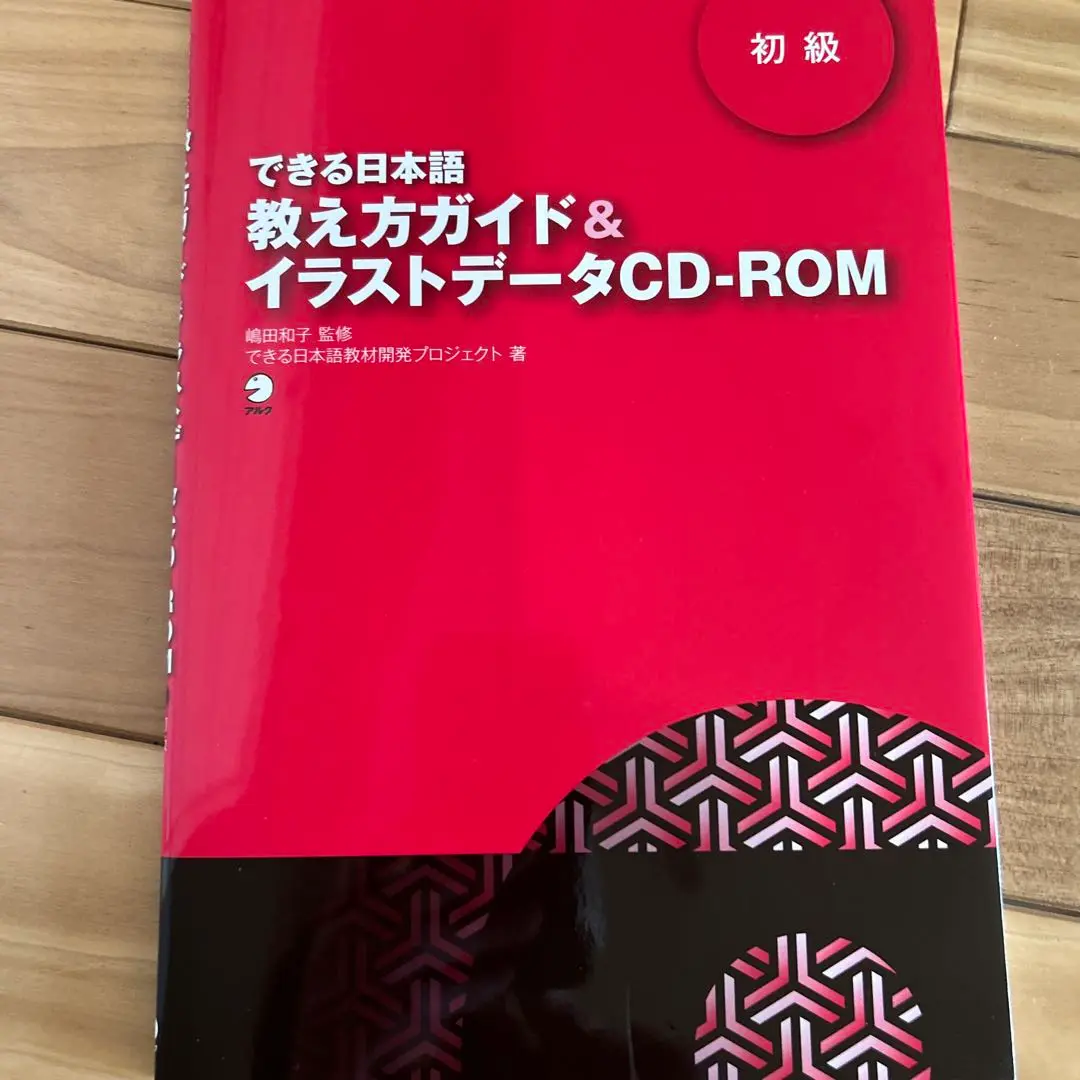 初級
できる日本語
教え方ガイド&
イラストデータCD-ROM
嶋田和子 監修
できる日本語教材開発プロジェクト 著
アルク